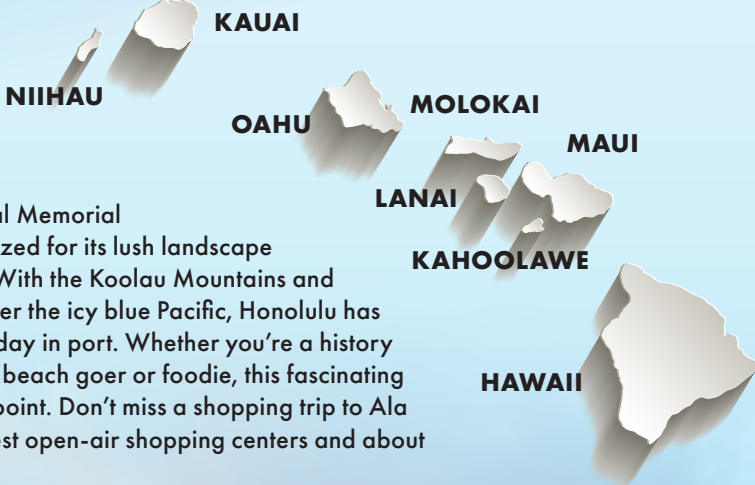 KAUAI
NIIHAU
OAHU
MOLOKAI
MAUI
LANAI
KAHOOLAWE
HAWAII
al Memorial
zed for its lush landscape
With the Koolau Mountains and
er the icy blue Pacific, Honolulu has
day in port. Whether you’re a history
beach goer or foodie, this fascinating
point. Don’t miss a shopping trip to Ala
est open-air shopping centers and about